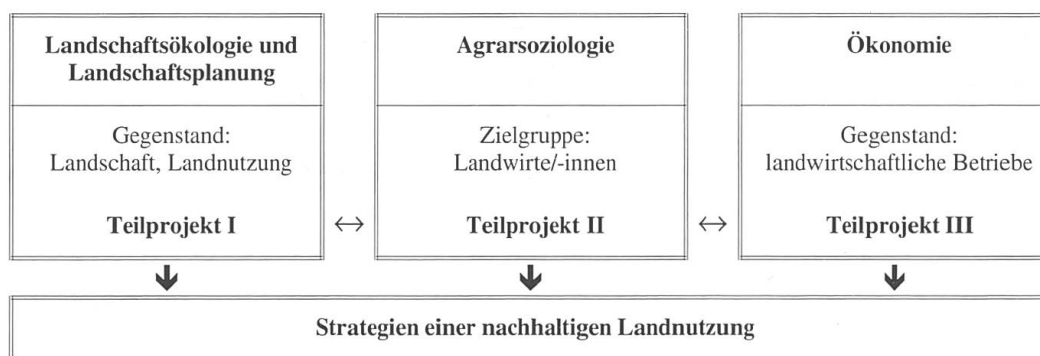 Landschaftsökologie und
Landschaftsplanung
Gegenstand:
Landschaft, Landnutzung
Teilprojekt I
↔
Agrarsoziologie
Zielgruppe:
Landwirte/-innen
Teilprojekt II
↔
Ökonomie
Gegenstand:
landwirtschaftliche Betriebe
Teilprojekt III
Strategien einer nachhaltigen Landnutzung